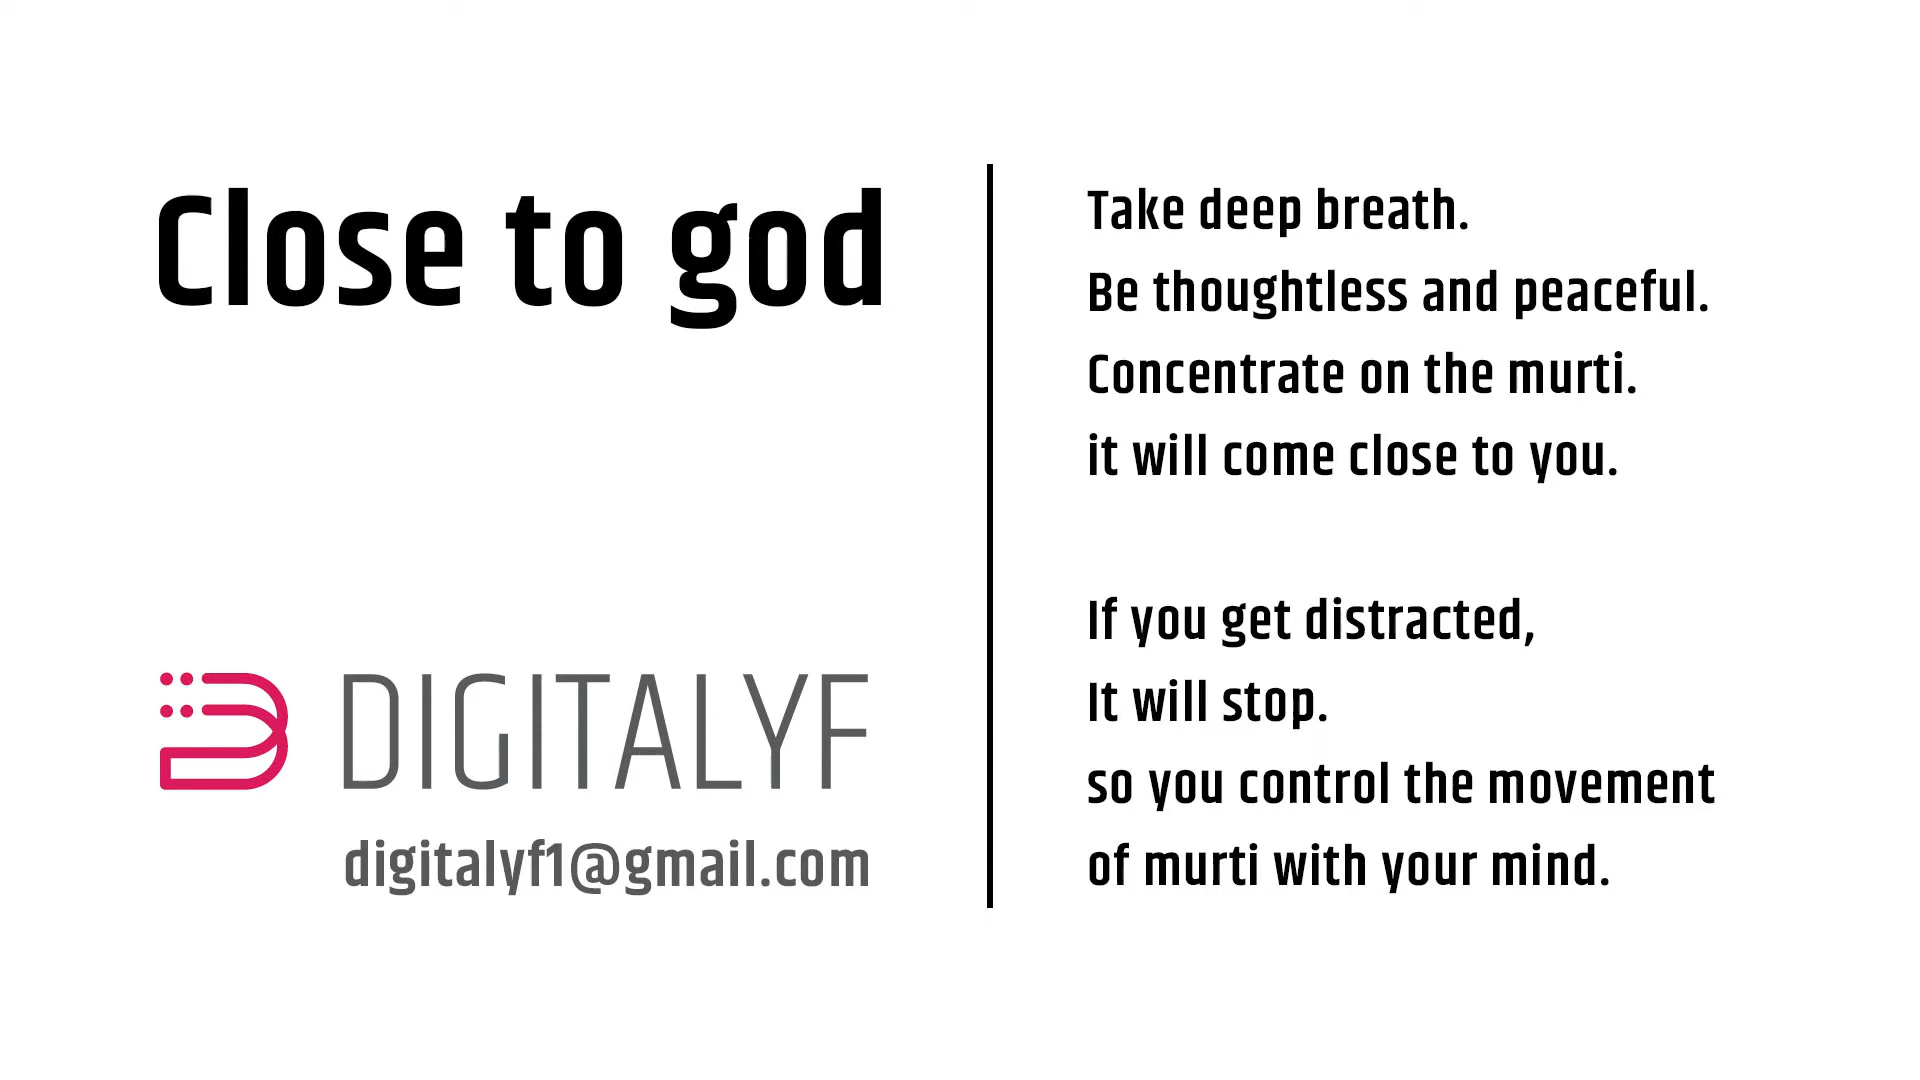 Close to god
DIGITALYF
digitalyf1@gmail.com
Take deep breath.
Be thoughtless and peaceful.
Concentrate on the murti.
it will come close to you.
If you get distracted,
It will stop.
so you control the movement
of murti with your mind.